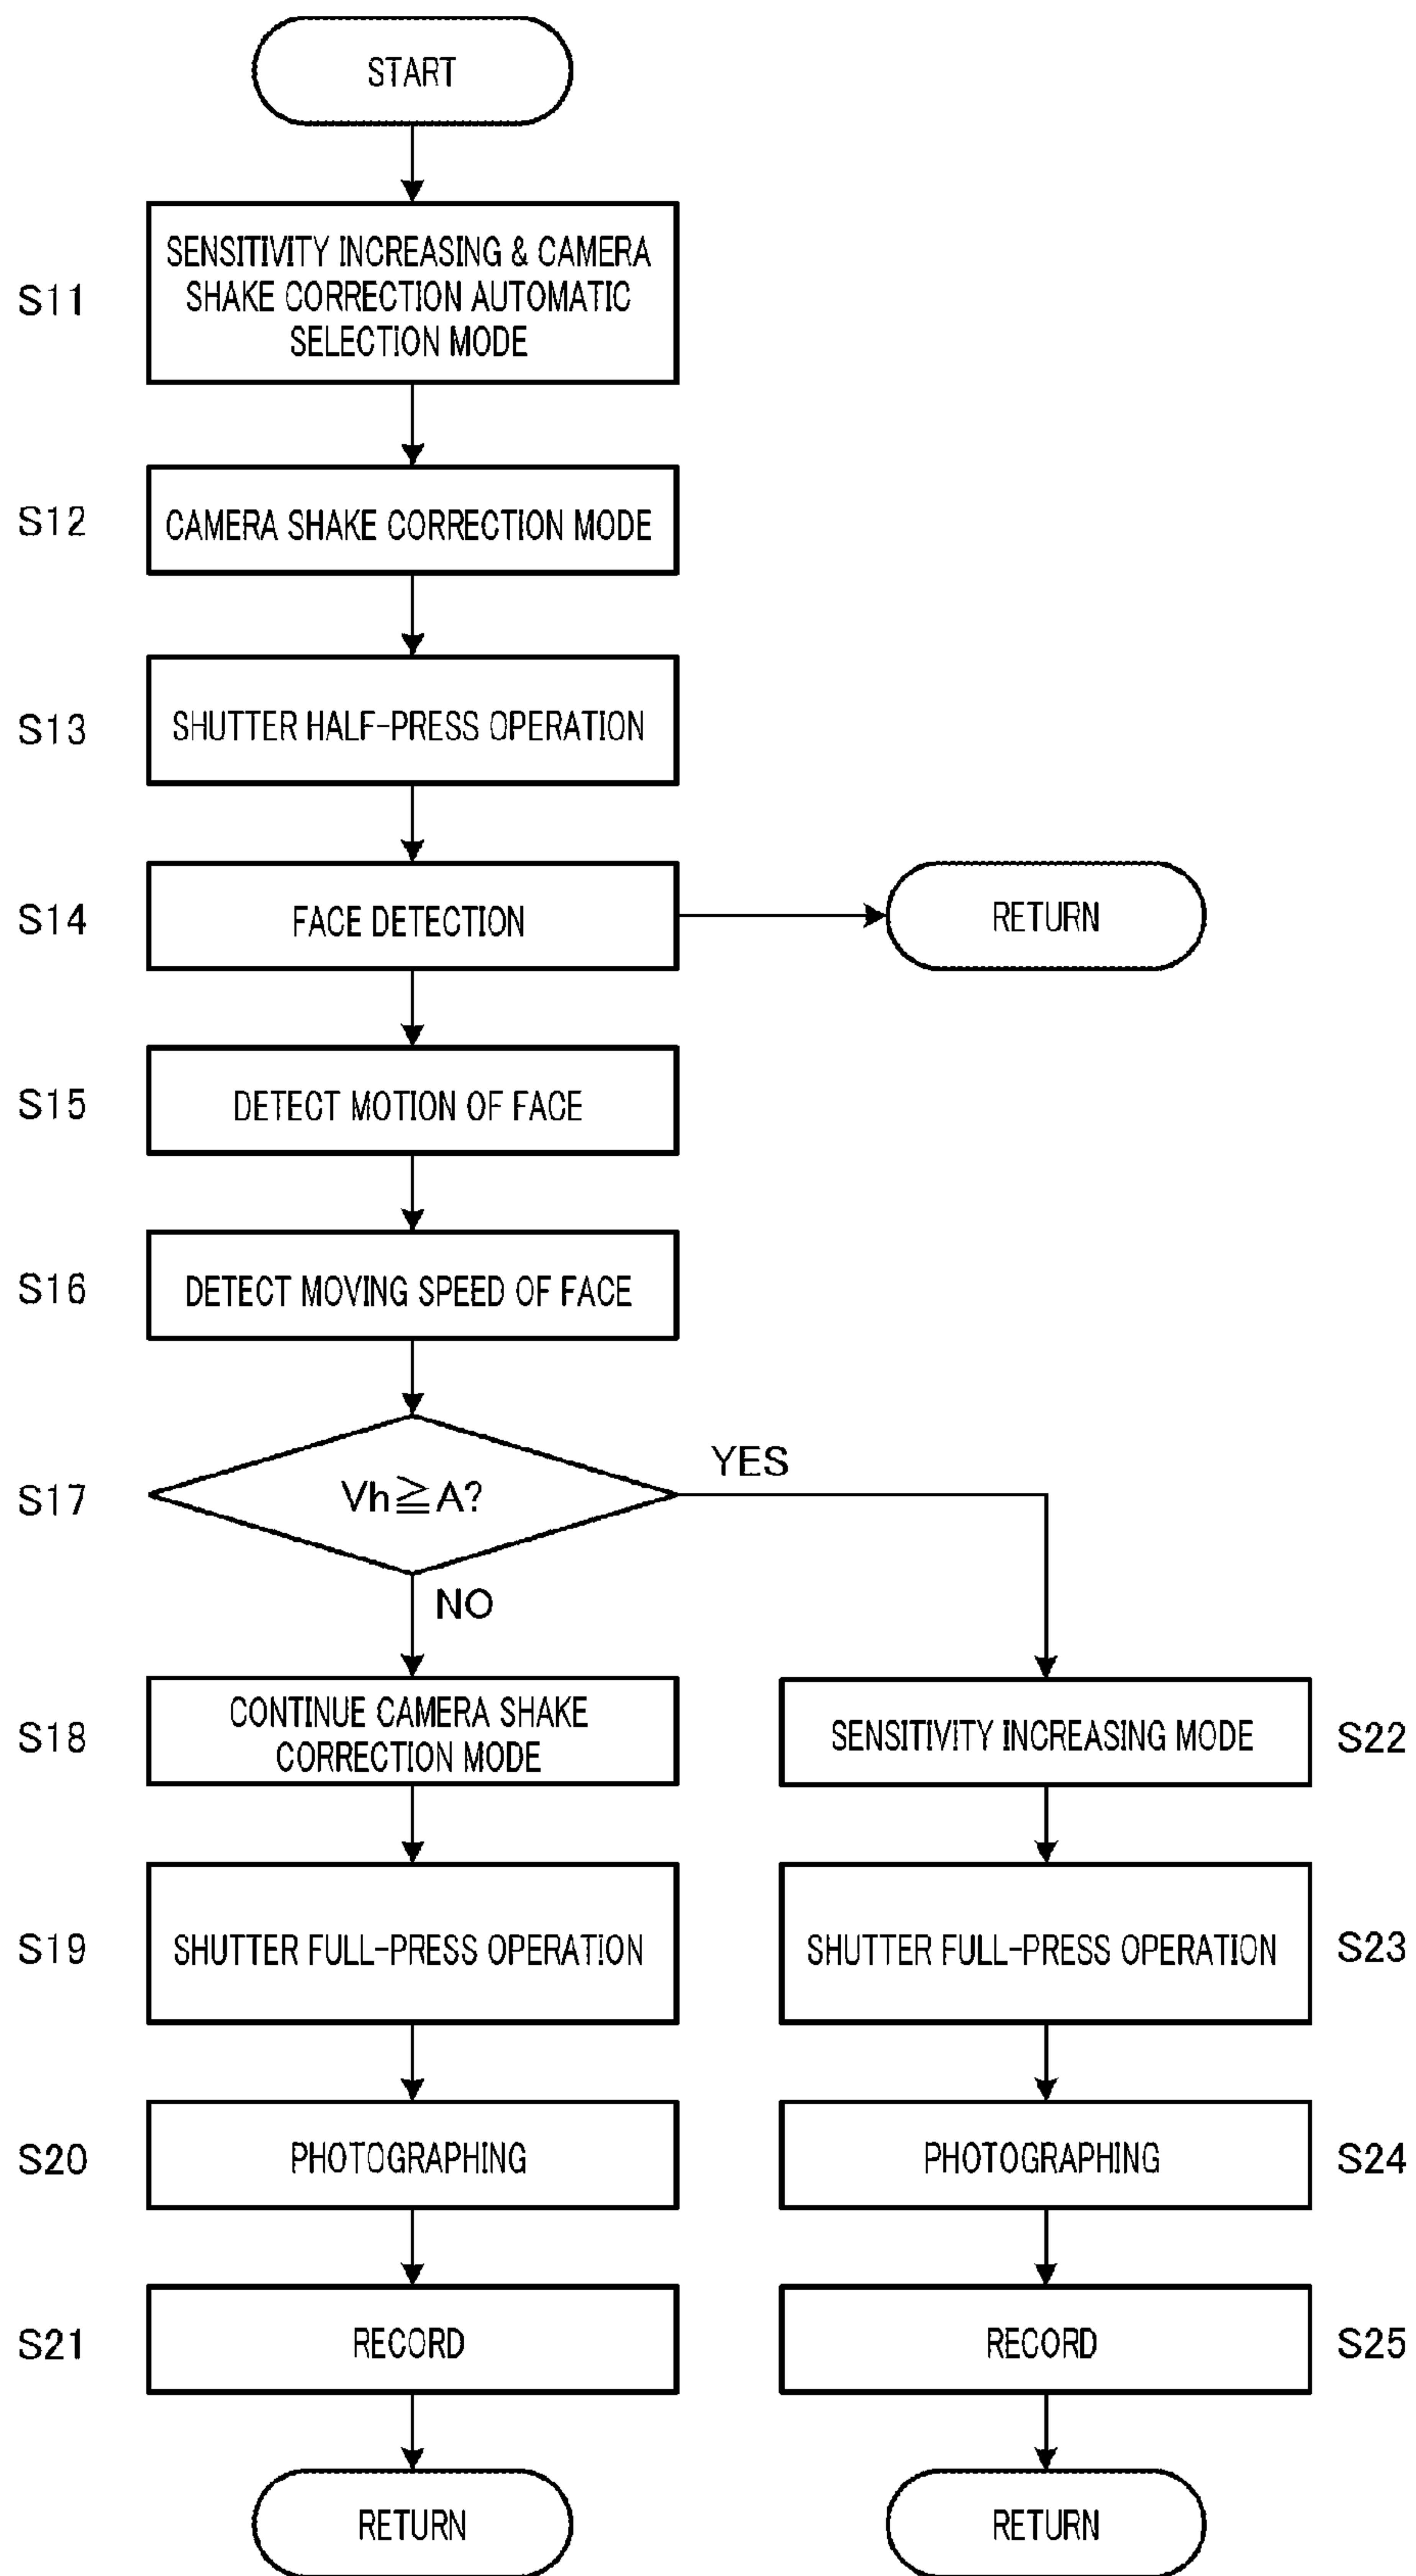 START
S11
SENSITIVITY INCREASING & CAMERA
SHAKE CORRECTION AUTOMATIC
SELECTION MODE
S12
CAMERA SHAKE CORRECTION MODE
S13
SHUTTER HALF-PRESS OPERATION
S14
FACE DETECTION
RETURN
S15
DETECT MOTION OF FACE
S16
DETECT MOVING SPEED OF FACE
S17
Vh≧A?
YES
NO
S18
CONTINUE CAMERA SHAKE
CORRECTION MODE
SENSITIVITY INCREASING MODE
S22
S19
SHUTTER FULL-PRESS OPERATION
SHUTTER FULL-PRESS OPERATION
S23
S20
PHOTOGRAPHING
PHOTOGRAPHING
S24
S21
RECORD
RECORD
S25
RETURN
RETURN